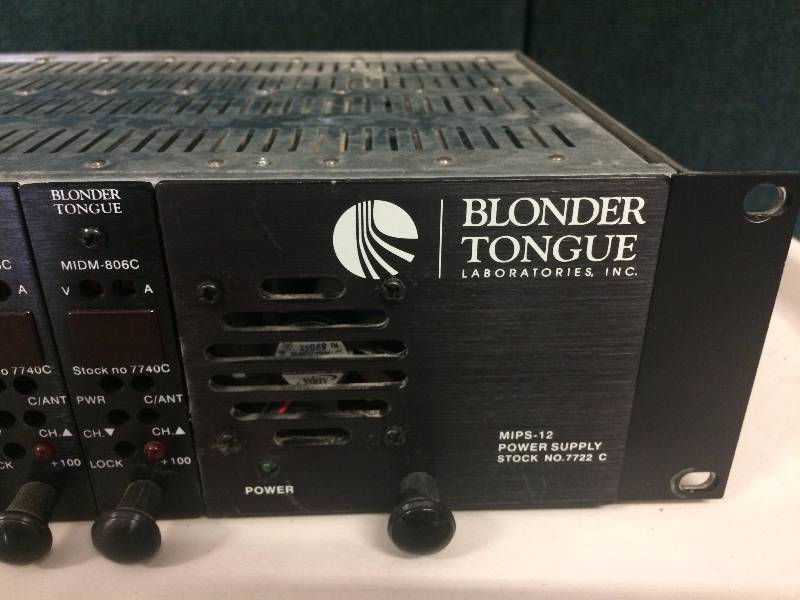 BLONDER
TONGUE
MIDM-806C
V A
Stock no 7740C
PWR C/ANT
CH.▼ CH.▲
LOCK +100
C
A
o 7740C
C/ANT
CH.▲
CK +100
BLONDER
TONGUE
LABORATORIES, INC.
MIPS-12
POWER SUPPLY
STOCK NO.7722 C
POWER